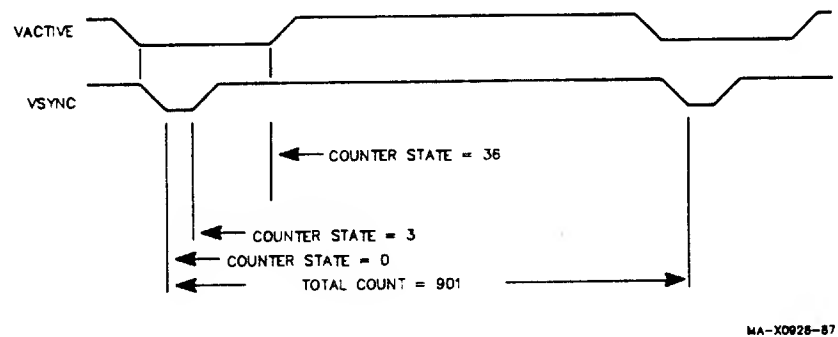 VACTIVE
VSYNC
COUNTER STATE = 36
COUNTER STATE = 3
COUNTER STATE = 0
TOTAL COUNT = 901
MA-X0928-87